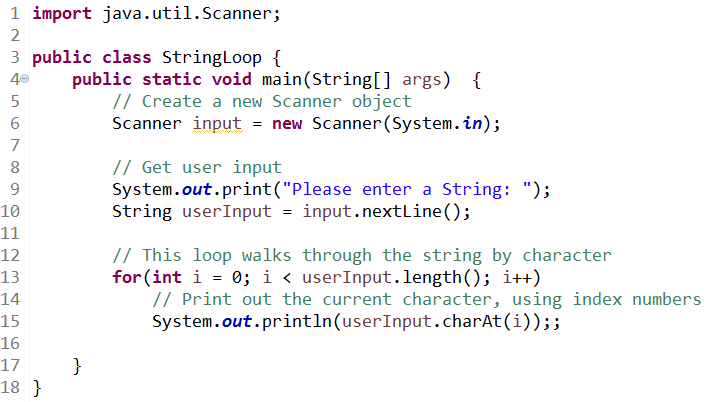 1 import java.util.Scanner;
2
3 public class StringLoop {
4     public static void main(String[] args)  {
5         // Create a new Scanner object
6         Scanner input = new Scanner(System.in);
7
8         // Get user input
9         System.out.print("Please enter a String: ");
10         String userInput = input.nextLine();
11
12         // This loop walks through the string by character
13         for(int i = 0; i < userInput.length(); i++)
14             // Print out the current character, using index numbers
15             System.out.println(userInput.charAt(i));;
16
17     }
18 }